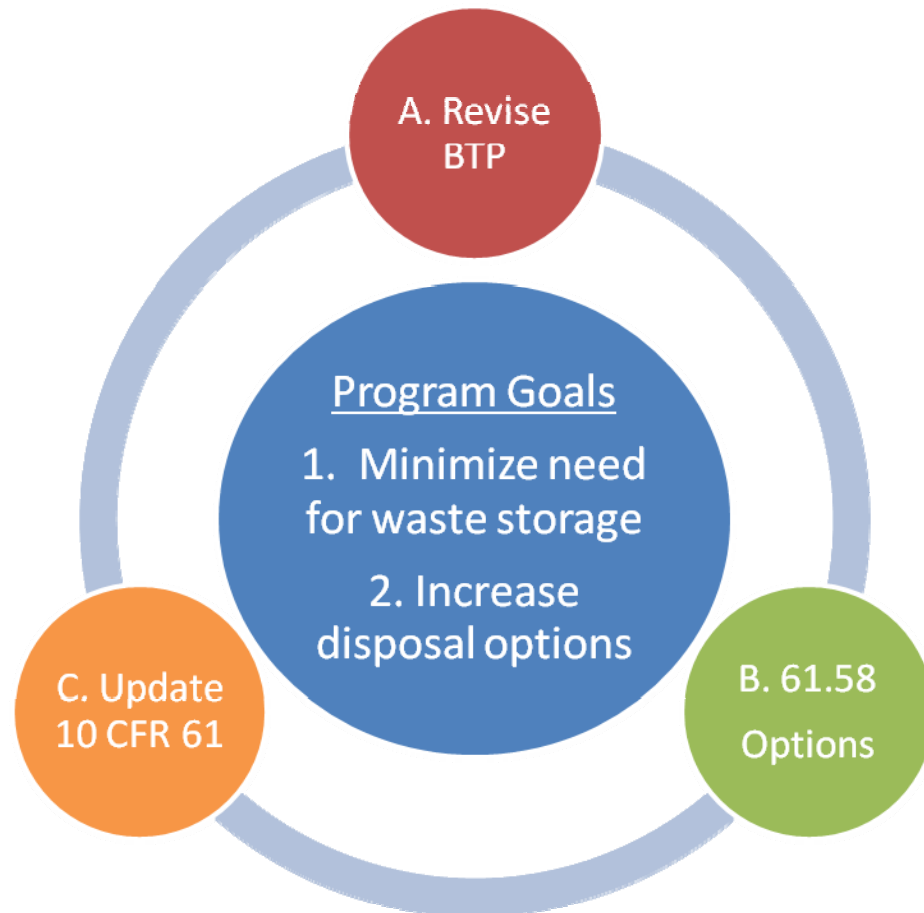 A. Revise
BTP
Program Goals
1. Minimize need
for waste storage
2. Increase
disposal options
C. Update
10 CFR 61
B. 61.58
Options